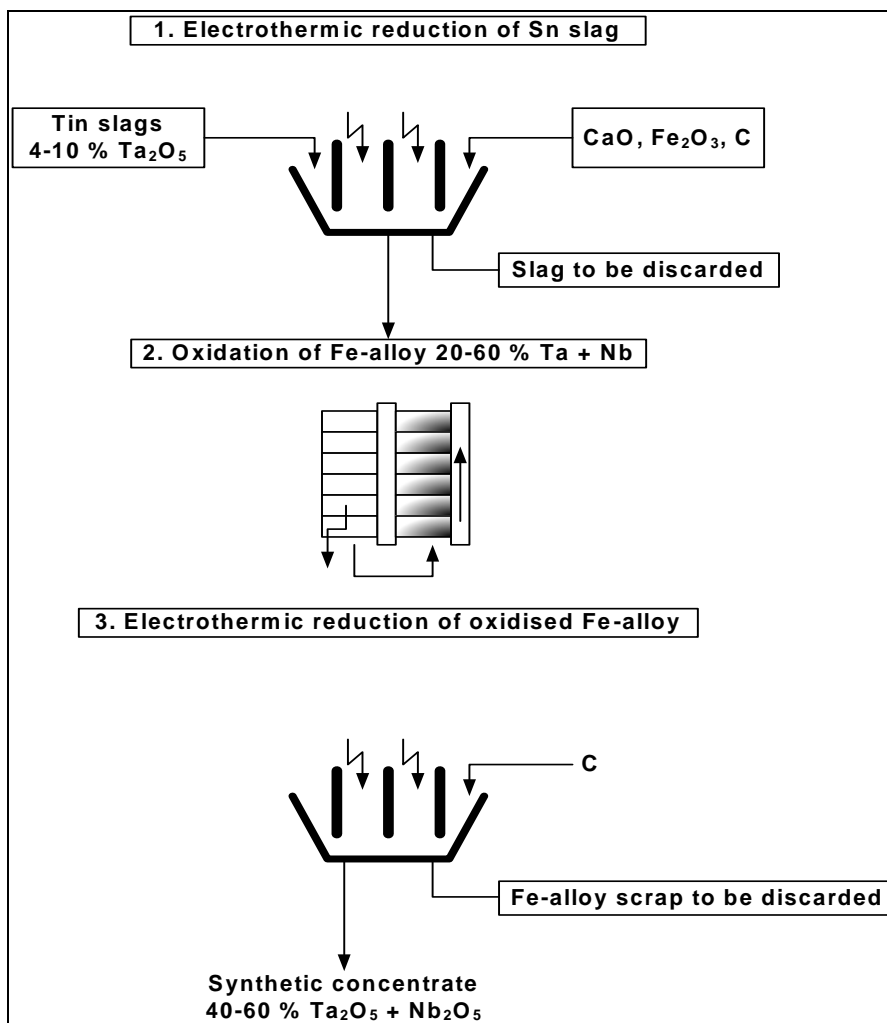 1. Electrothermic reduction of Sn slag
Tin slags
4-10 % Ta₂O₅
CaO, Fe₂O₃, C
Slag to be discarded
2. Oxidation of Fe-alloy 20-60 % Ta + Nb
3. Electrothermic reduction of oxidised Fe-alloy
C
Fe-alloy scrap to be discarded
Synthetic concentrate
40-60 % Ta₂O₅ + Nb₂O₅